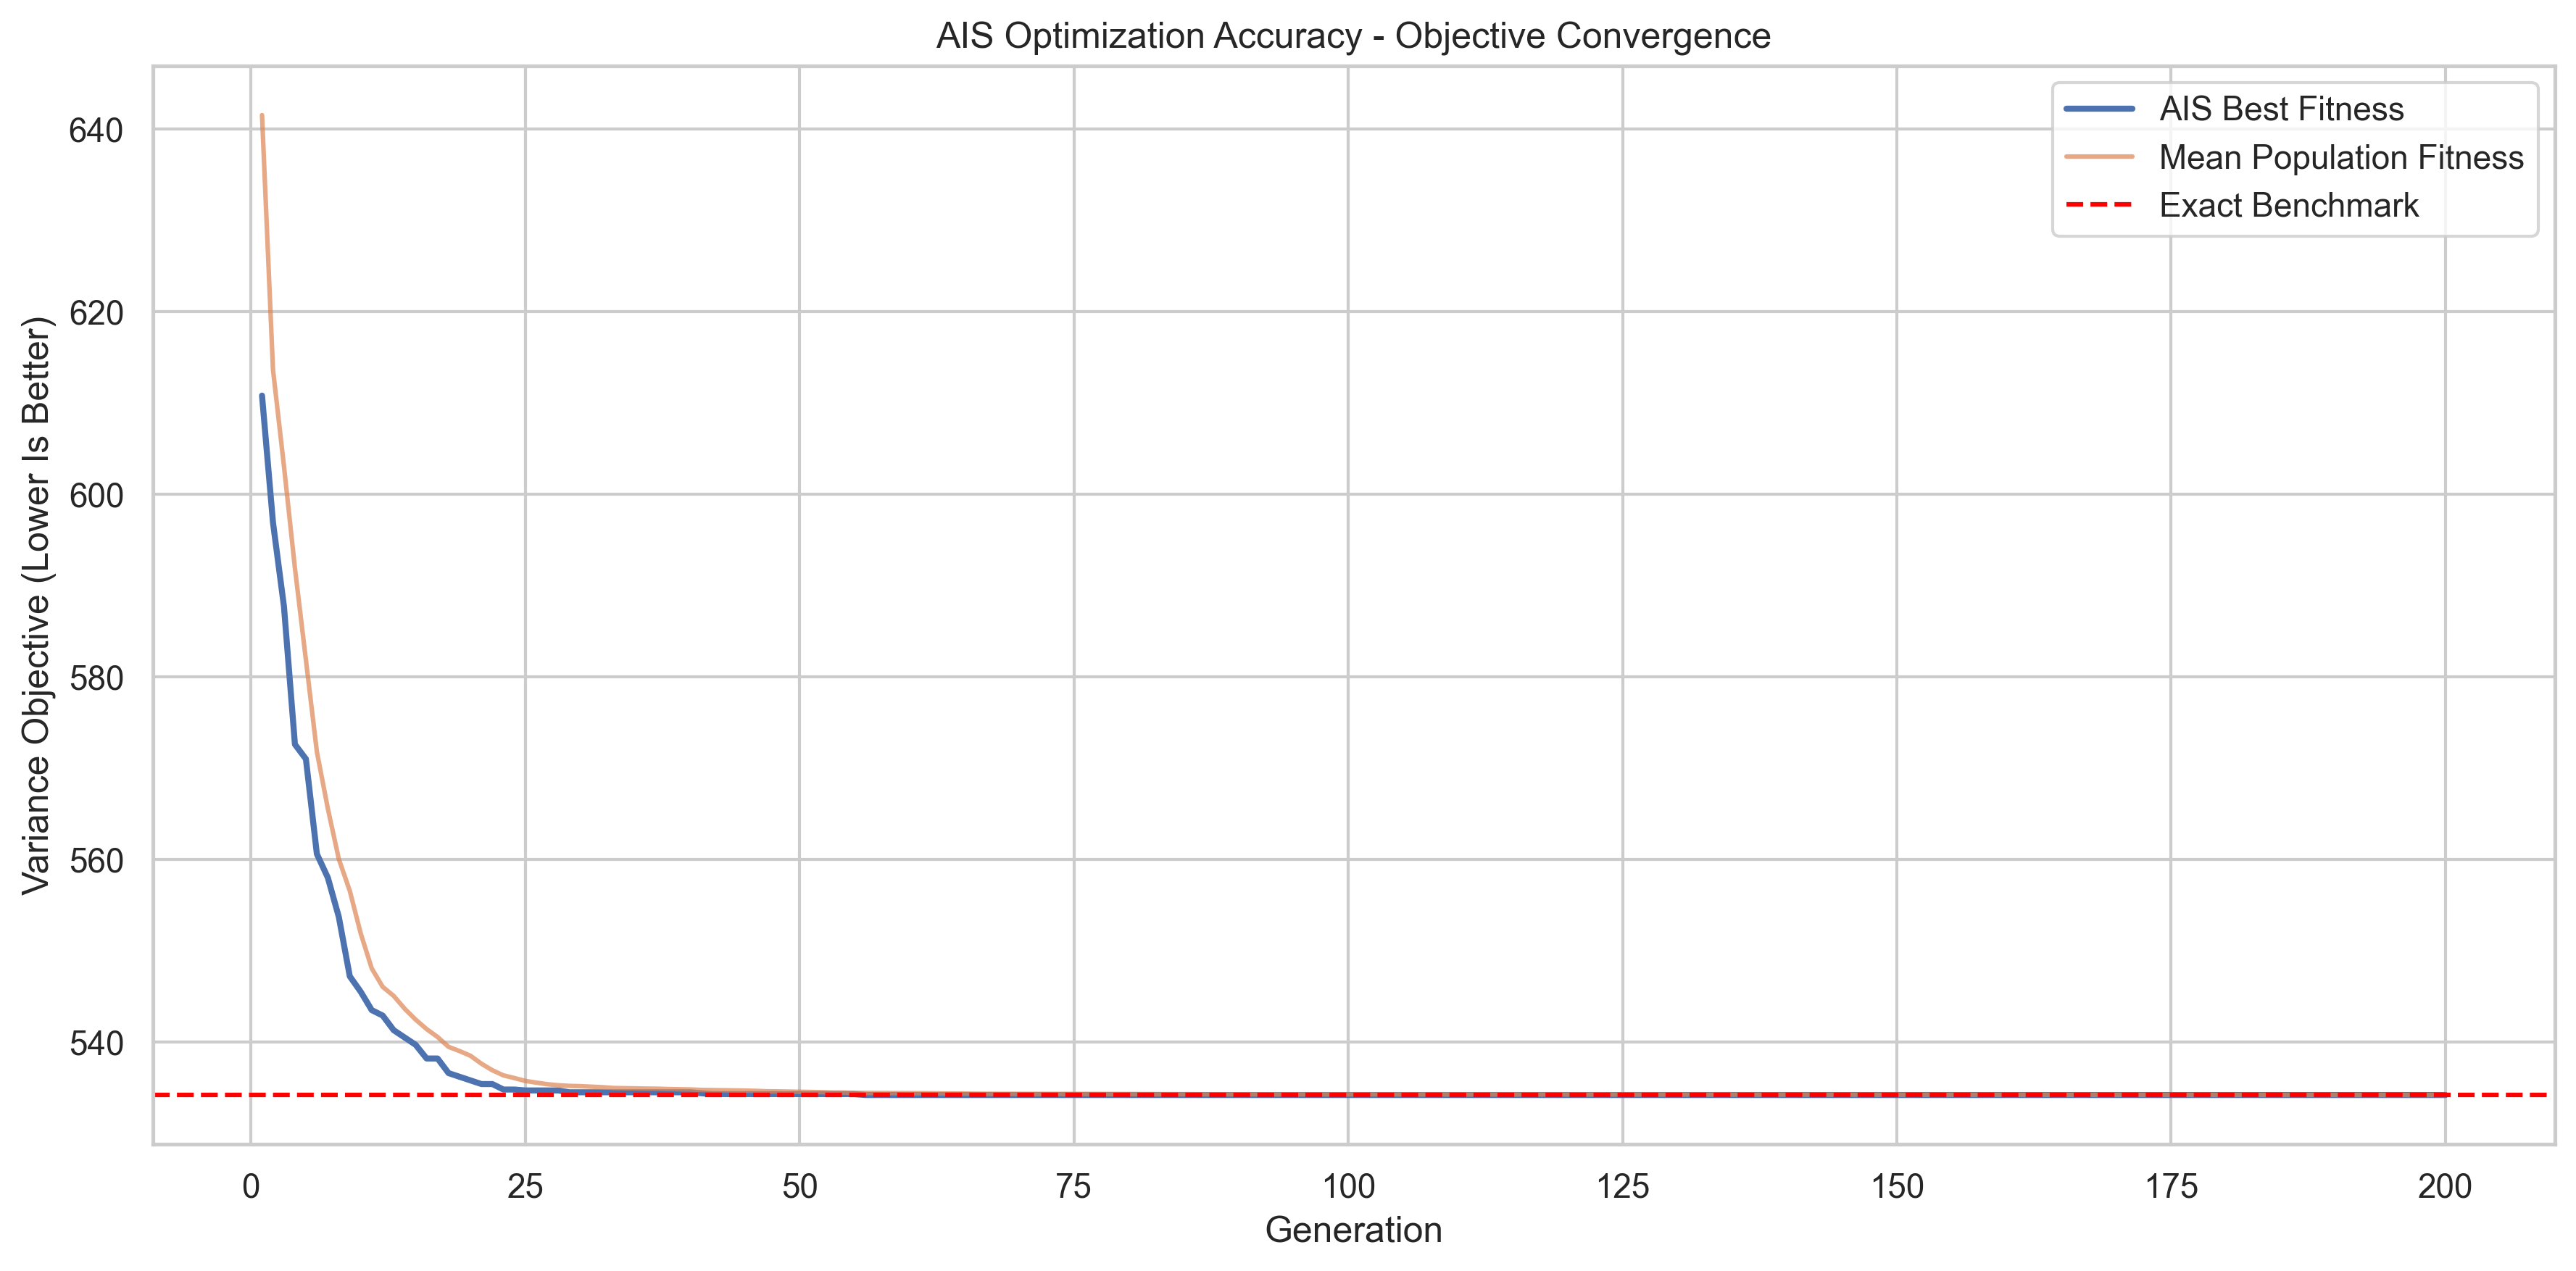 AIS Optimization Accuracy - Objective Convergence
AIS Best Fitness
Mean Population Fitness
Exact Benchmark
Variance Objective (Lower Is Better)
640
620
600
580
560
540
0 25 50 75 100 125 150 175 200
Generation